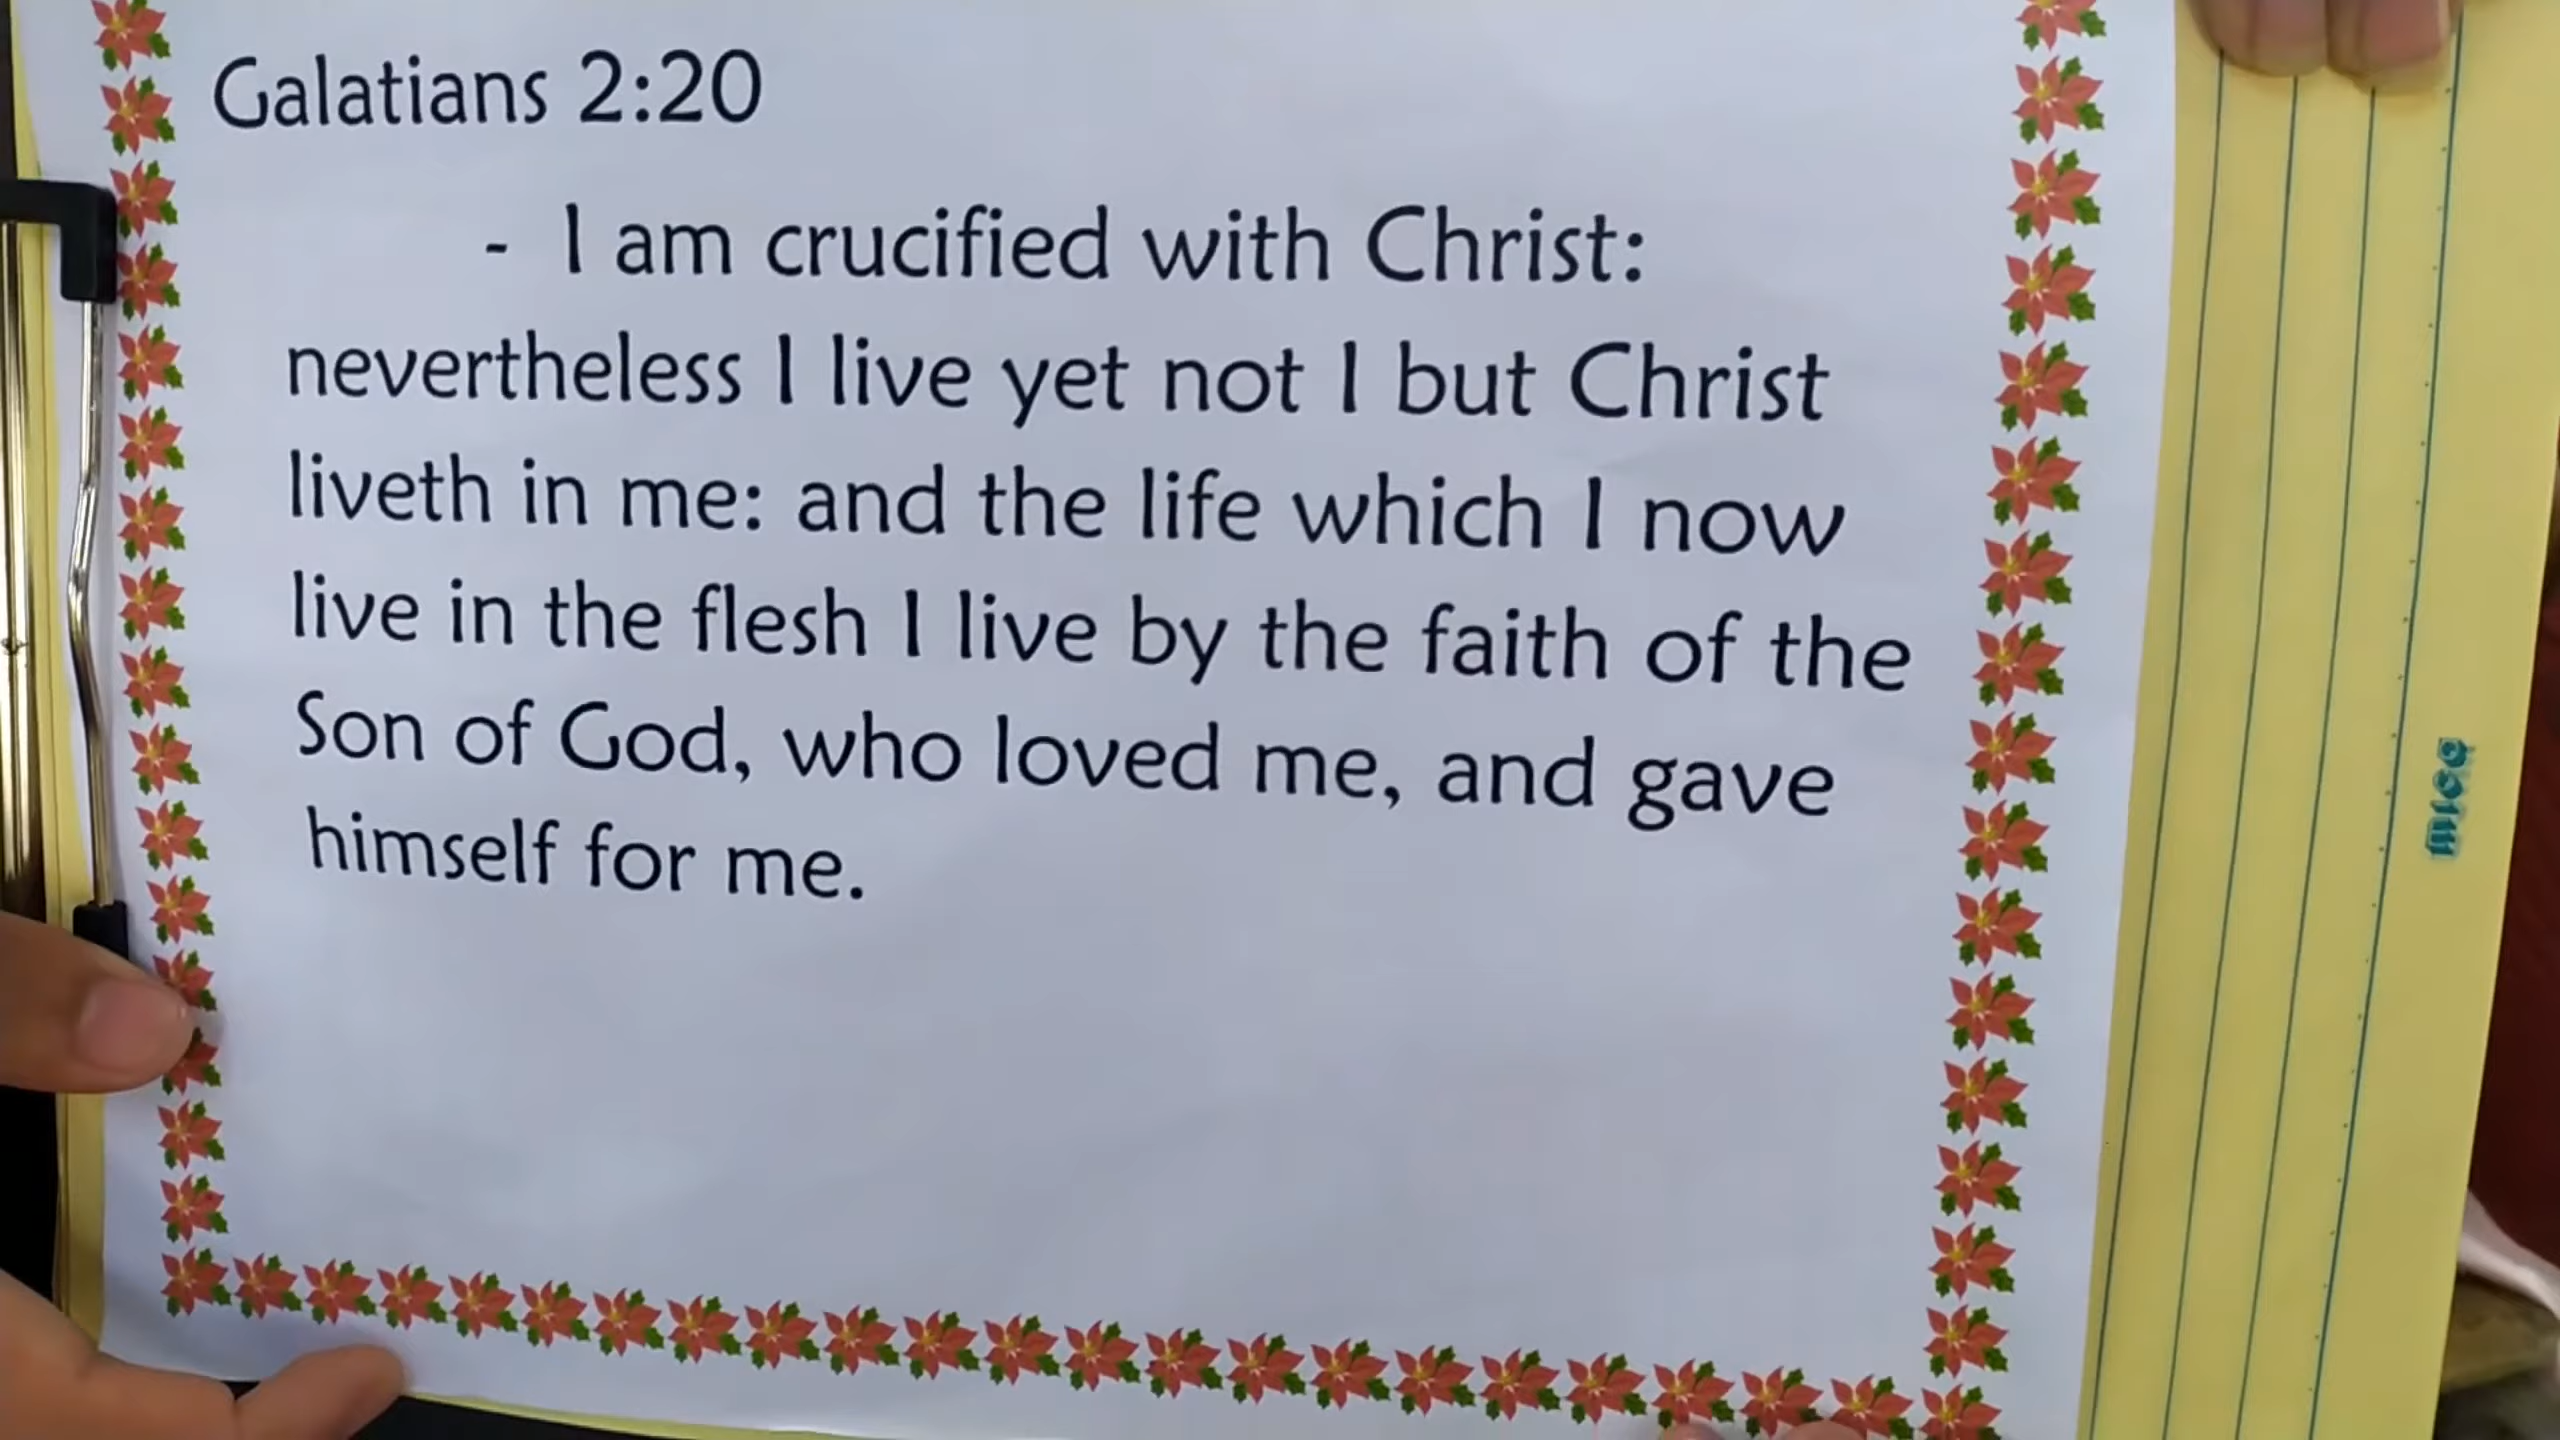 Galatians 2:20
- I am crucified with Christ:
nevertheless I live yet not I but Christ
liveth in me: and the life which I now
live in the flesh I live by the faith of the
Son of God, who loved me, and gave
himself for me.